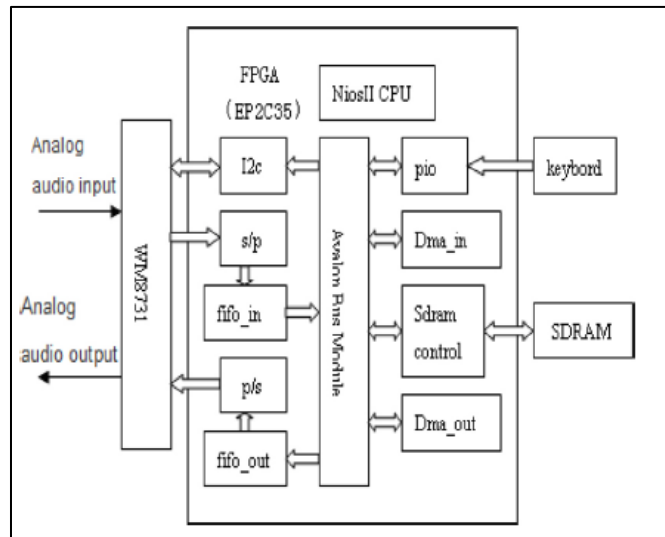 FPGA
(EP2C35)
NiosII CPU
Analog
audio input
WM8731
I2c
pio
keybord
s/p
Dma_in
fifo_in
Avalon Bus Module
Sdram
control
SDRAM
Analog
audio output
p/s
fifo_out
Dma_out